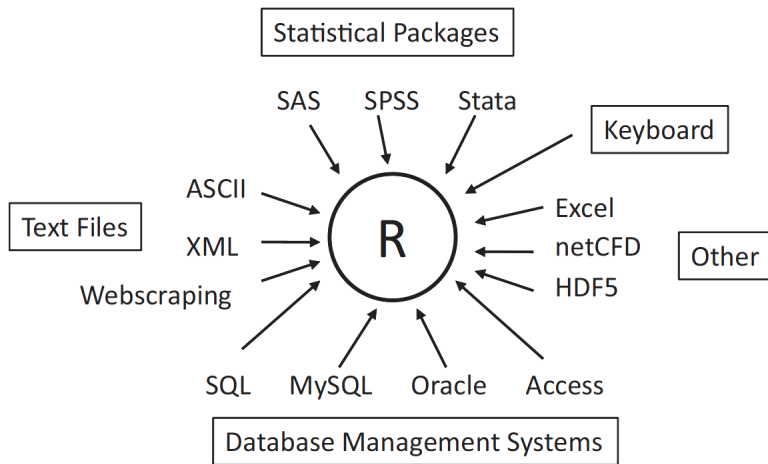 Statistical Packages
SAS SPSS Stata
Keyboard
ASCII
Text Files
XML
Webscraping
R
Excel
netCFD
Other
HDF5
SQL MySQL Oracle Access
Database Management Systems